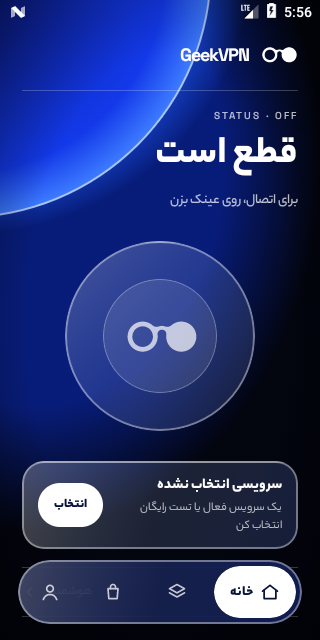 5:56
LTE
GeekVPN
STATUS · OFF
قطع است
برای اتصال، روی عینک بزن
سرویسی انتخاب نشده
یک سرویس فعال یا تست رایگان
انتخاب کن
انتخاب
خانه